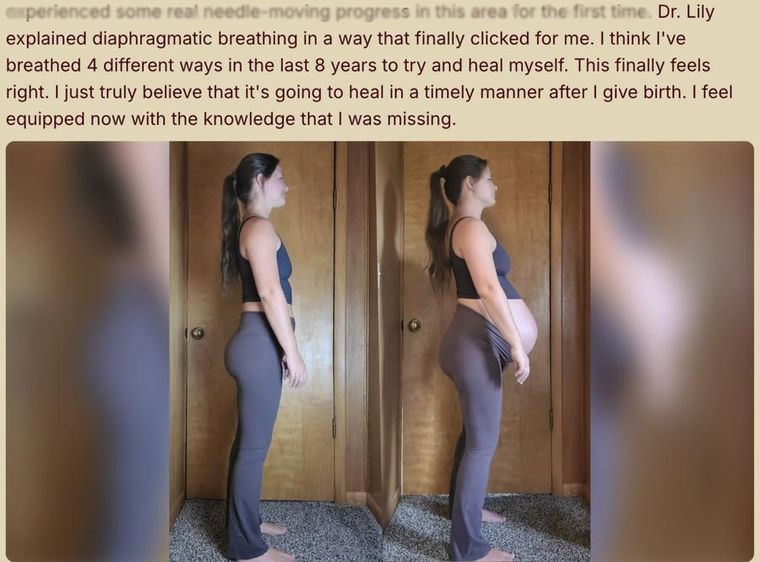 experienced some real needle-moving progress in this area for the first time. Dr. Lily
explained diaphragmatic breathing in a way that finally clicked for me. I think I've
breathed 4 different ways in the last 8 years to try and heal myself. This finally feels
right. I just truly believe that it's going to heal in a timely manner after I give birth. I feel
equipped now with the knowledge that I was missing.